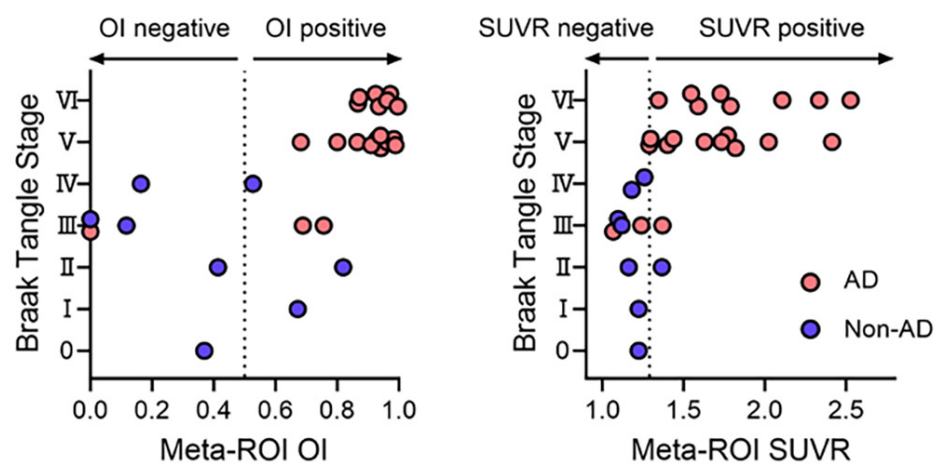 OI negative OI positive
Braak Tangle Stage
Ⅵ
Ⅴ
Ⅳ
Ⅲ
Ⅱ
Ⅰ
0
0.0 0.2 0.4 0.6 0.8 1.0
Meta-ROI OI
SUVR negative SUVR positive
Braak Tangle Stage
Ⅵ
Ⅴ
Ⅳ
Ⅲ
Ⅱ
Ⅰ
0
AD
Non-AD
1.0 1.5 2.0 2.5
Meta-ROI SUVR